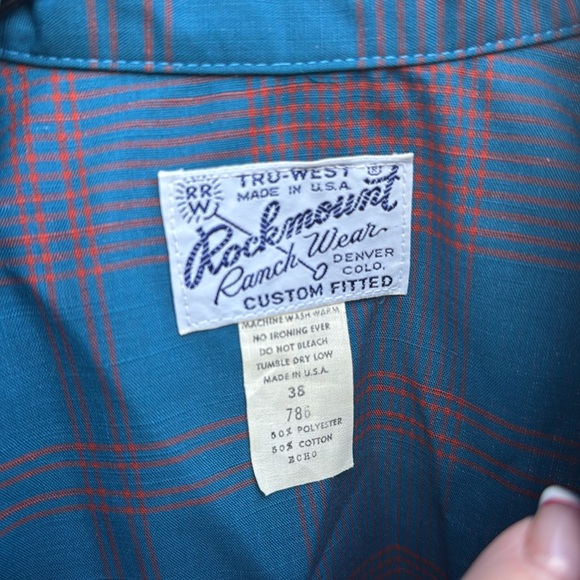 TRU-WEST ®
RR
W
MADE IN U.S.A.
Rockmount
Ranch Wear
DENVER
COLO.
CUSTOM FITTED
MACHINE WASH WARM
NO IRONING EVER
DO NOT BLEACH
TUMBLE DRY LOW
MADE IN U.S.A.
38
786
50% POLYESTER
50% COTTON
ECHO